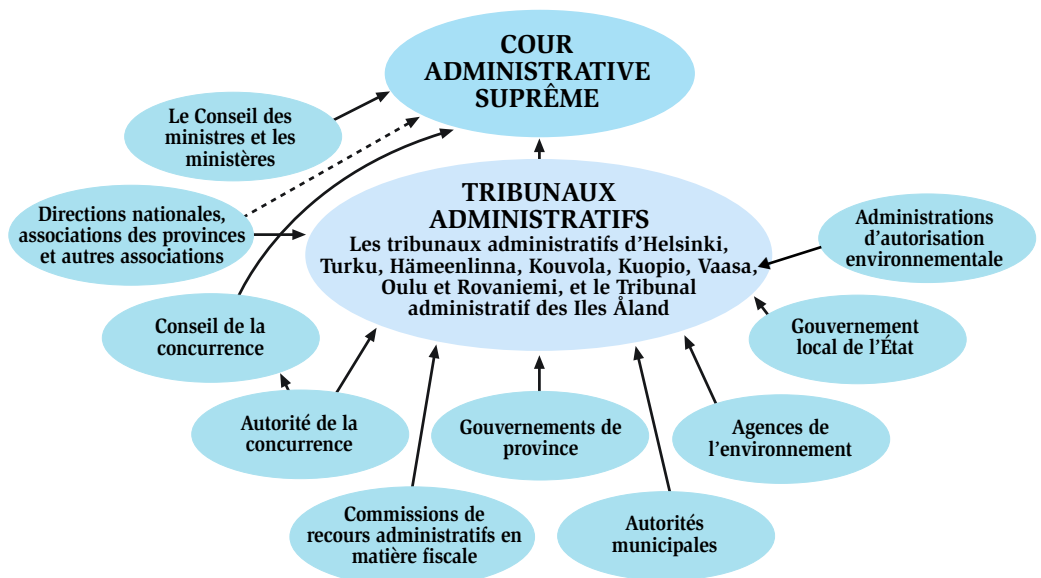 COUR
ADMINISTRATIVE
SUPRÊME
Le Conseil des
ministres et les
ministères
TRIBUNAUX
ADMINISTRATIFS
Les tribunaux administratifs d'Helsinki,
Turku, Hämeenlinna, Kouvola, Kuopio, Vaasa,
Oulu et Rovaniemi, et le Tribunal
administratif des Iles Åland
Directions nationales,
associations des provinces
et autres associations
Administrations
d'autorisation
environnementale
Conseil de la
concurrence
Gouvernement
local de l'État
Autorité de la
concurrence
Gouvernements de
province
Agences de
l'environnement
Commissions de
recours administratifs en
matière fiscale
Autorités
municipales